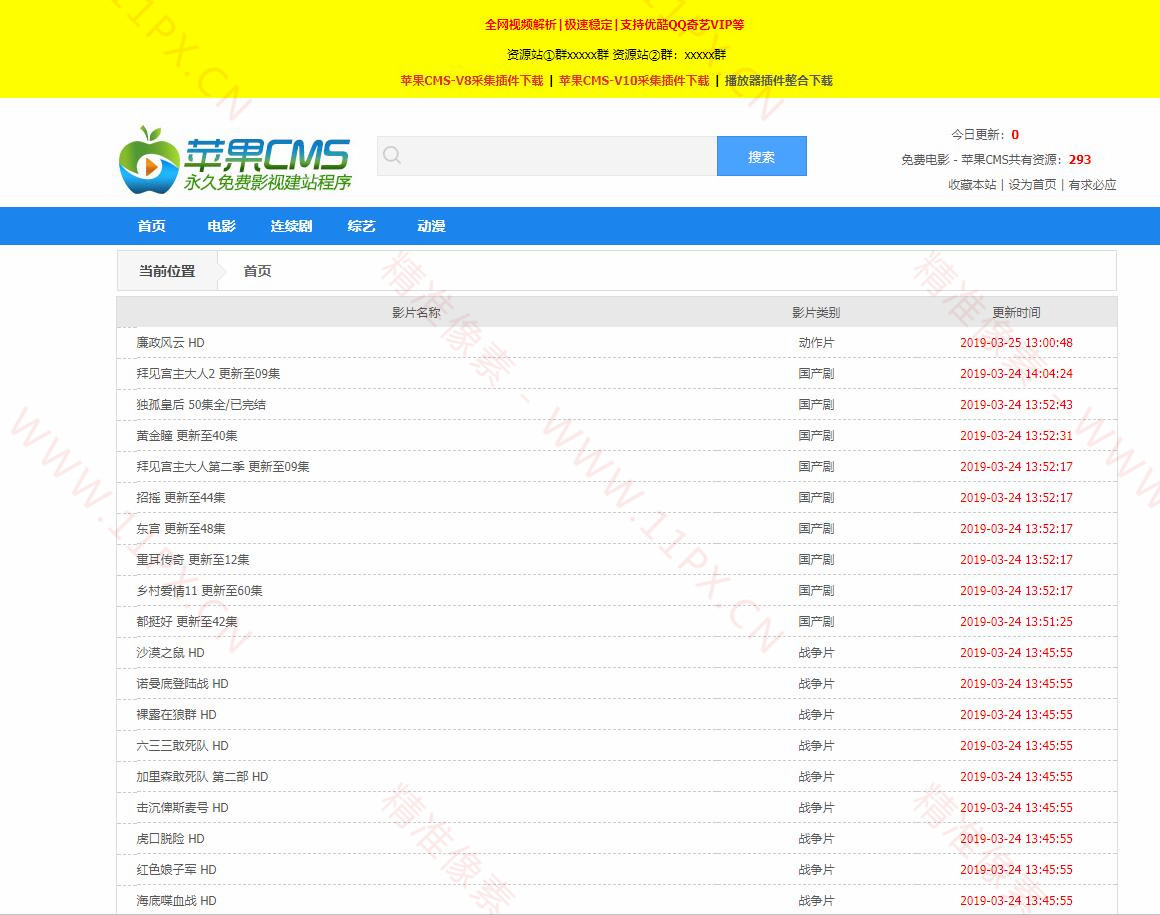 全网视频解析|极速稳定|支持优酷QQ奇艺VIP等
资源站①群xxxxx群 资源站②群：xxxxx群
苹果CMS-V8采集插件下载 | 苹果CMS-V10采集插件下载 | 播放器插件整合下载
苹果CMS
永久免费影视建站程序
搜索
今日更新：0
免费电影 - 苹果CMS共有资源：293
收藏本站 | 设为首页 | 有求必应
首页 电影 连续剧 综艺 动漫
当前位置 首页
影片名称 影片类别 更新时间
廉政风云 HD 动作片 2019-03-25 13:00:48
拜见宫主大人2 更新至09集 国产剧 2019-03-24 14:04:24
独孤皇后 50集全/已完结 国产剧 2019-03-24 13:52:43
黄金瞳 更新至40集 国产剧 2019-03-24 13:52:31
拜见宫主大人第二季 更新至09集 国产剧 2019-03-24 13:52:17
招摇 更新至44集 国产剧 2019-03-24 13:52:17
东宫 更新至48集 国产剧 2019-03-24 13:52:17
重耳传奇 更新至12集 国产剧 2019-03-24 13:52:17
乡村爱情11 更新至60集 国产剧 2019-03-24 13:52:17
都挺好 更新至42集 国产剧 2019-03-24 13:51:25
沙漠之鼠 HD 战争片 2019-03-24 13:45:55
诺曼底登陆战 HD 战争片 2019-03-24 13:45:55
裸露在狼群 HD 战争片 2019-03-24 13:45:55
六三三敢死队 HD 战争片 2019-03-24 13:45:55
加里森敢死队 第二部 HD 战争片 2019-03-24 13:45:55
击沉俾斯麦号 HD 战争片 2019-03-24 13:45:55
虎口脱险 HD 战争片 2019-03-24 13:45:55
红色娘子军 HD 战争片 2019-03-24 13:45:55
海底喋血战 HD 战争片 2019-03-24 13:45:55
精准像素 - WWW.11PX.CN